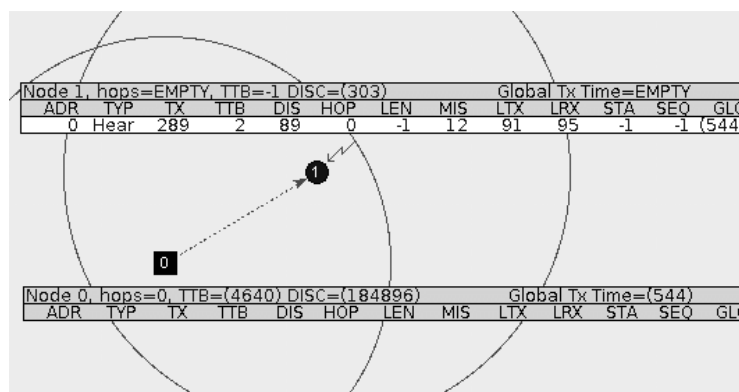 Node 1, hops=EMPTY, TTB=-1 DISC=(303) Global Tx Time=EMPTY
ADR TYP TX TTB DIS HOP LEN MIS LTX LRX STA SEQ GLO
0 Hear 289 2 89 0 -1 12 91 95 -1 -1 (544
1
0
Node 0, hops=0, TTB=(4640) DISC=(184896) Global Tx Time=(544)
ADR TYP TX TTB DIS HOP LEN MIS LTX LRX STA SEQ GLO